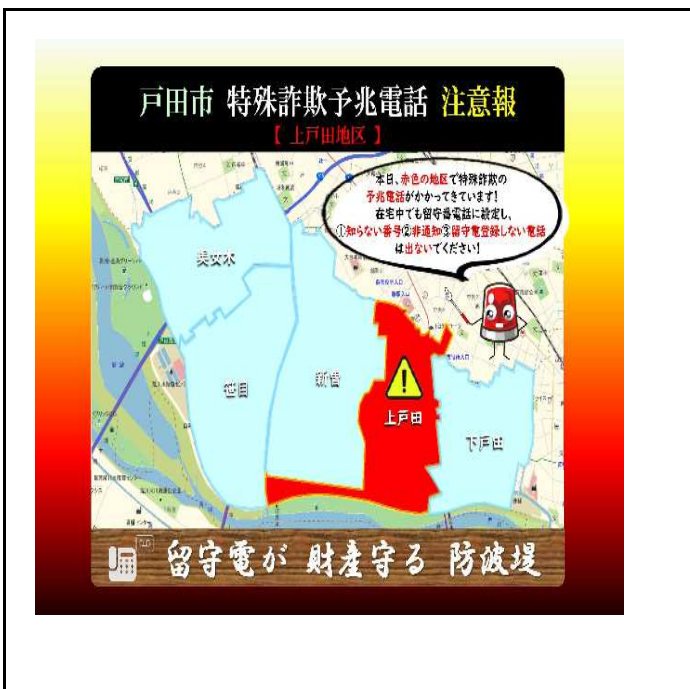 戸田市 特殊詐欺予兆電話 注意報
【 上戸田地区 】
本日、赤色の地区で特殊詐欺の
予兆電話がかかってきています!
在宅中でも留守番電話に設定し、
①知らない番号②非通知③留守電登録しない電話
は出ないでください!
美女木
笹目
新曽
上戸田
下戸田
留守電が 財産守る 防波堤